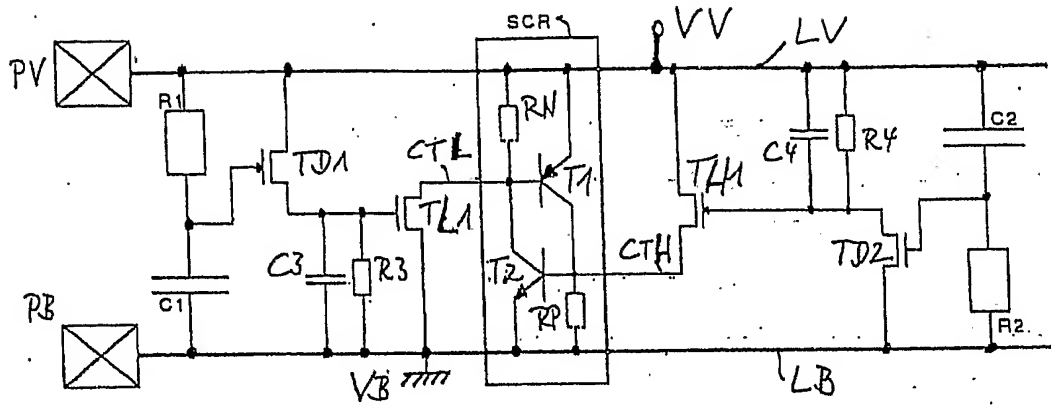 SCR
VV
LV
PV
R1
RN
C2
CTL
C4
R4
TD1
T1
TH1
TL1
CTH
TD2
C3
R3
T2
C1
RP
PB
R2
VB
LB